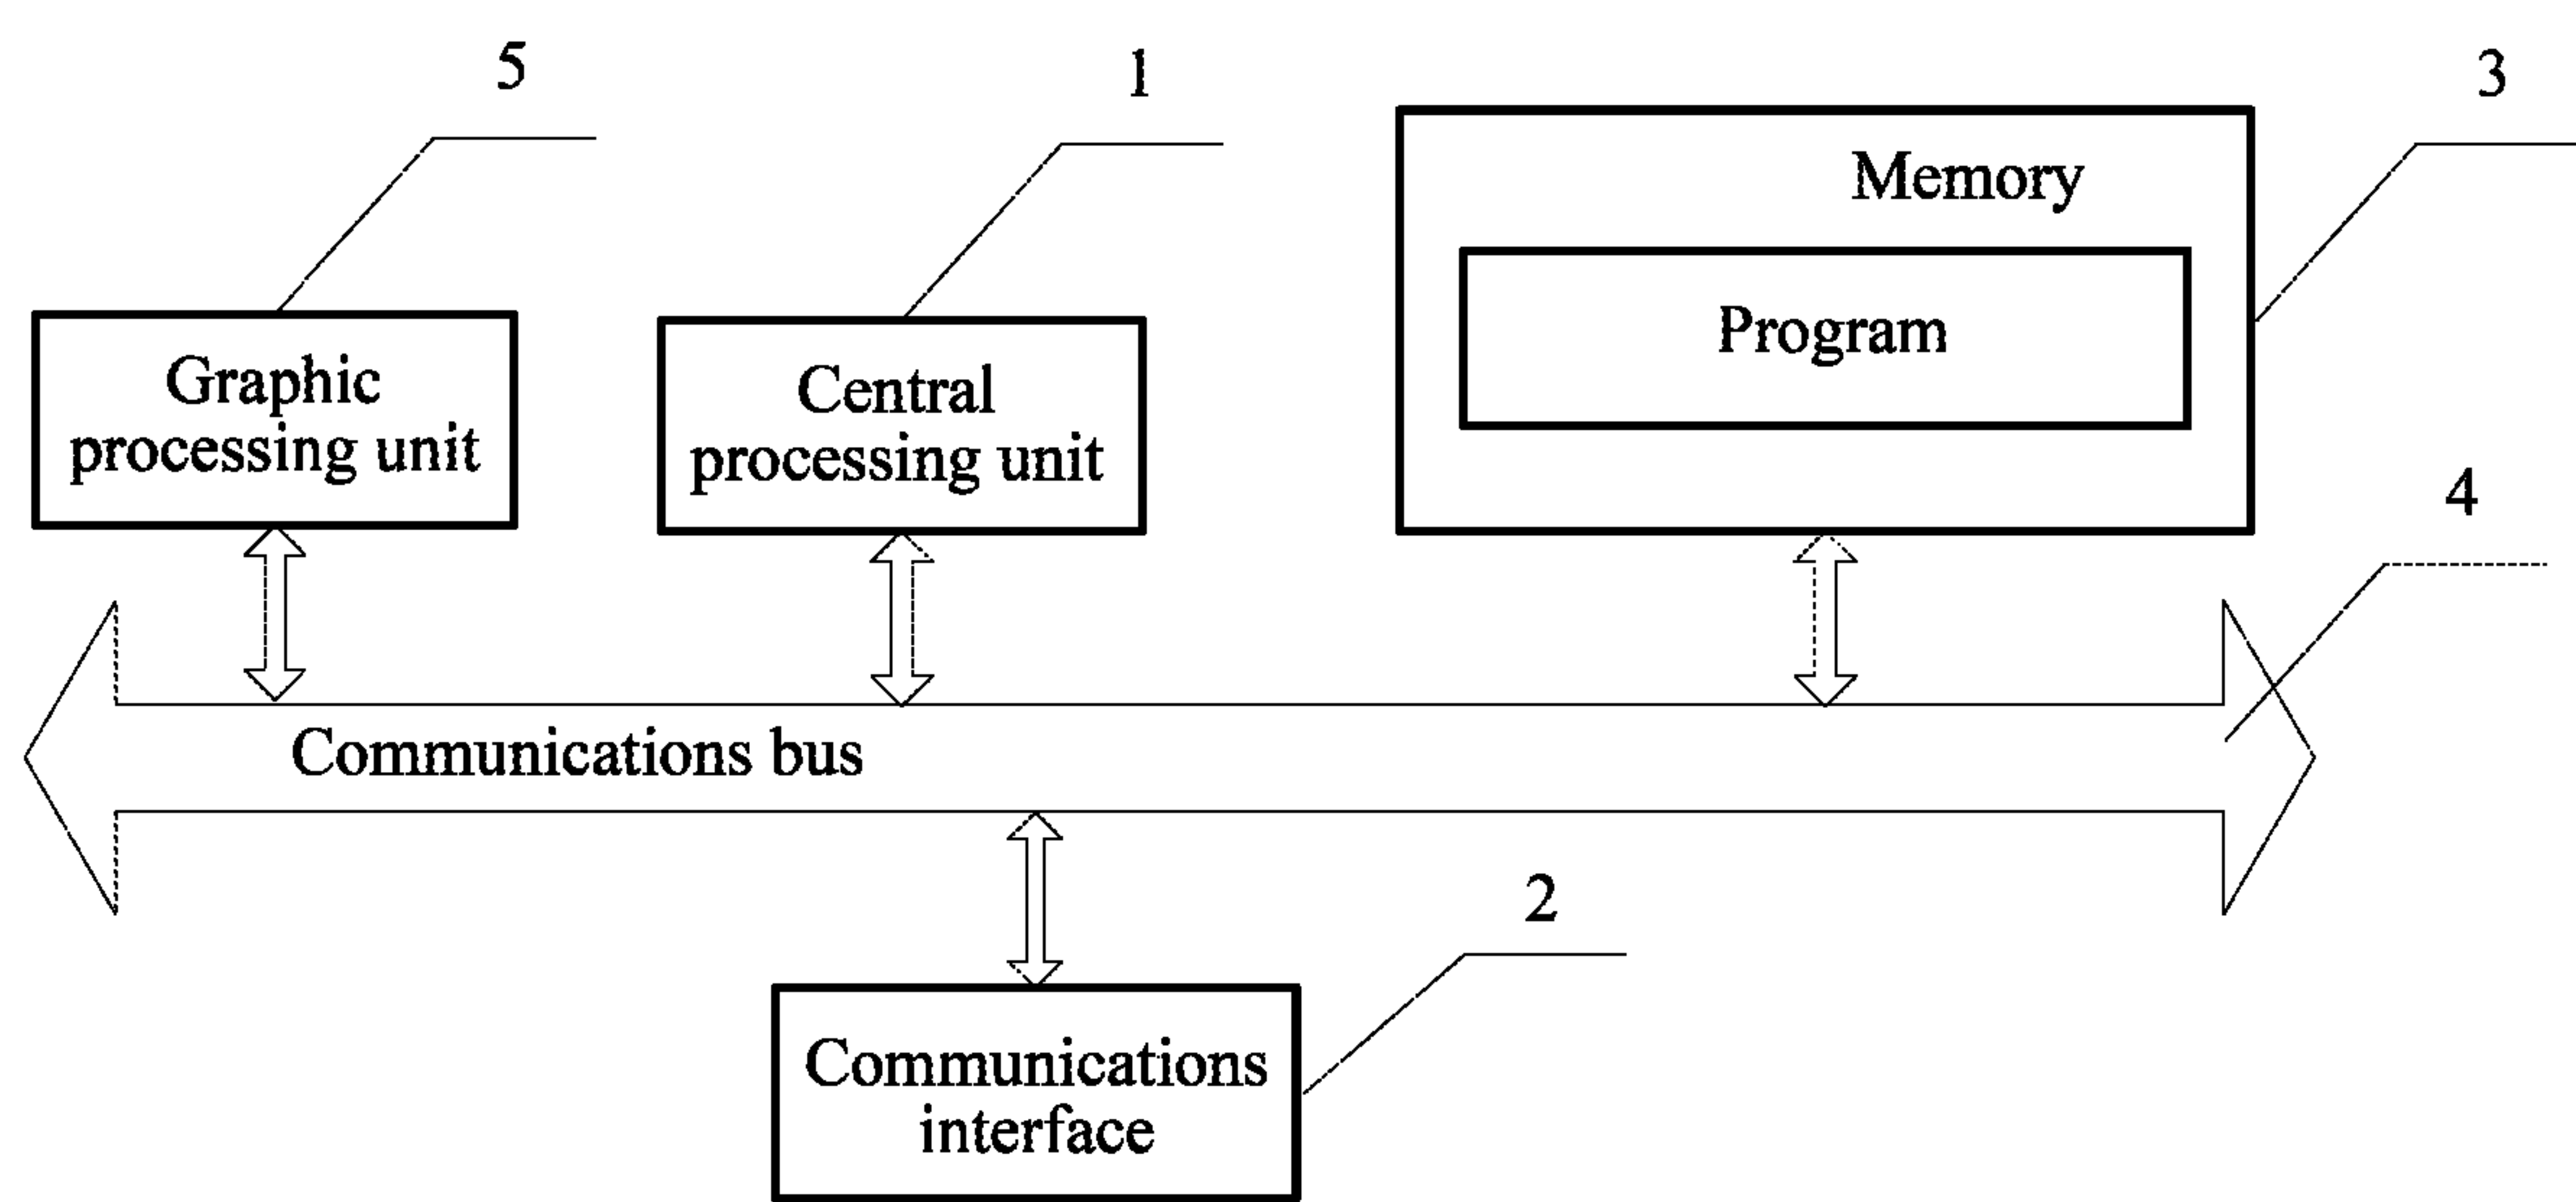 5
1
3
Memory
Program
Graphic
processing unit
Central
processing unit
4
Communications bus
2
Communications
interface